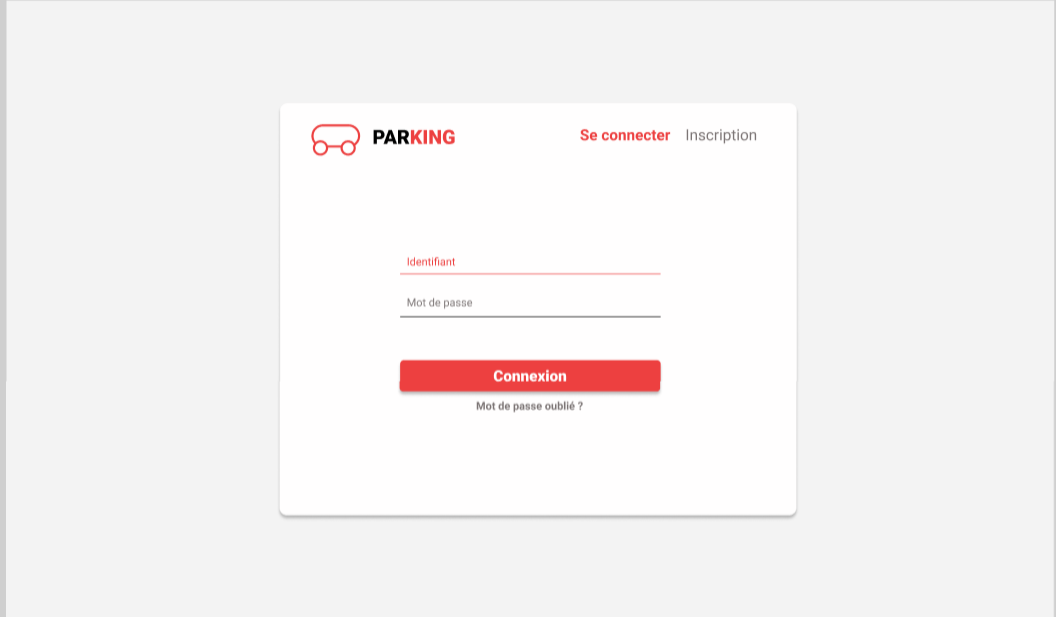 PARKING
Se connecter Inscription
Identifiant
Mot de passe
Connexion
Mot de passe oublié ?